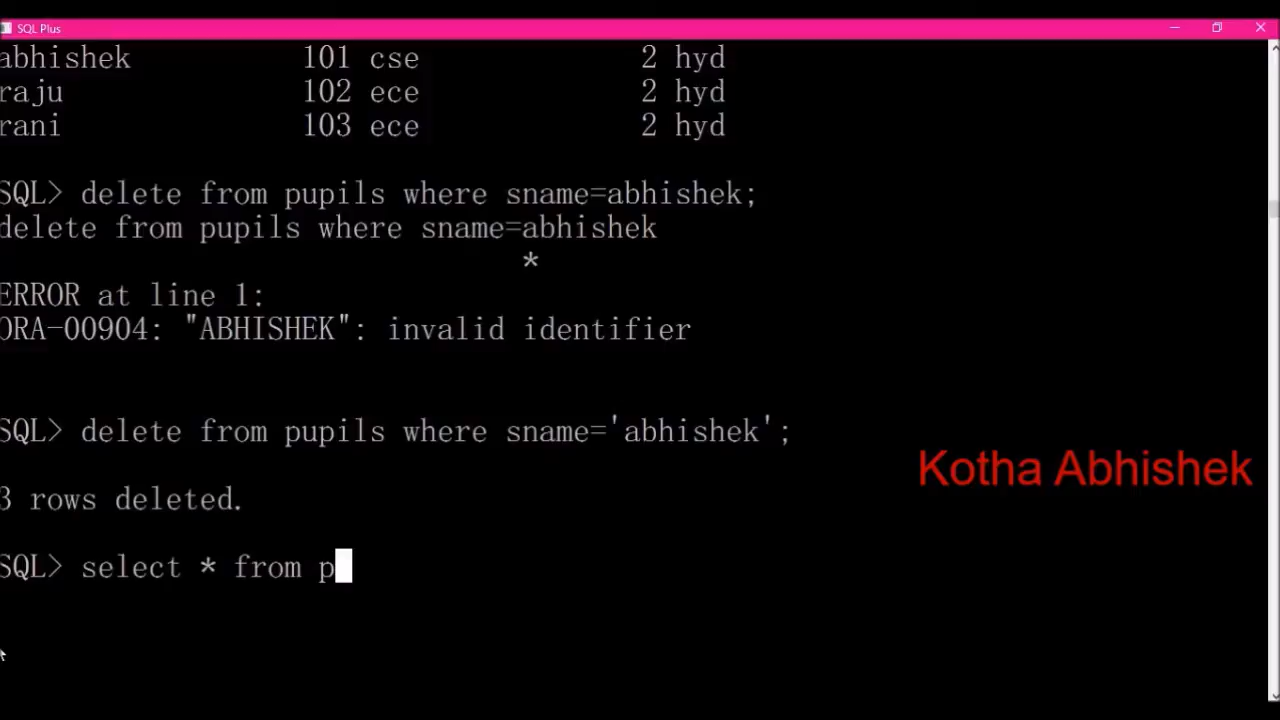 SQL Plus
abhishek 101 cse 2 hyd
raju 102 ece 2 hyd
rani 103 ece 2 hyd
SQL> delete from pupils where sname=abhishek;
delete from pupils where sname=abhishek
*
ERROR at line 1:
ORA-00904: "ABHISHEK": invalid identifier
SQL> delete from pupils where sname='abhishek';
Kotha Abhishek
3 rows deleted.
SQL> select * from p